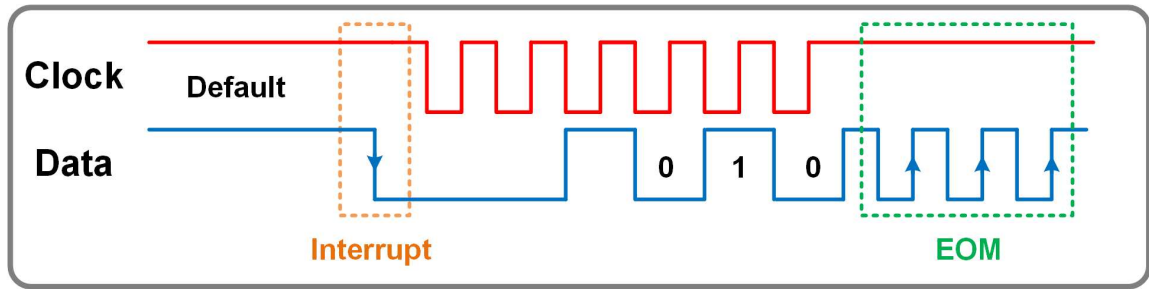 Clock
Default
Data
0 1 0
Interrupt
EOM